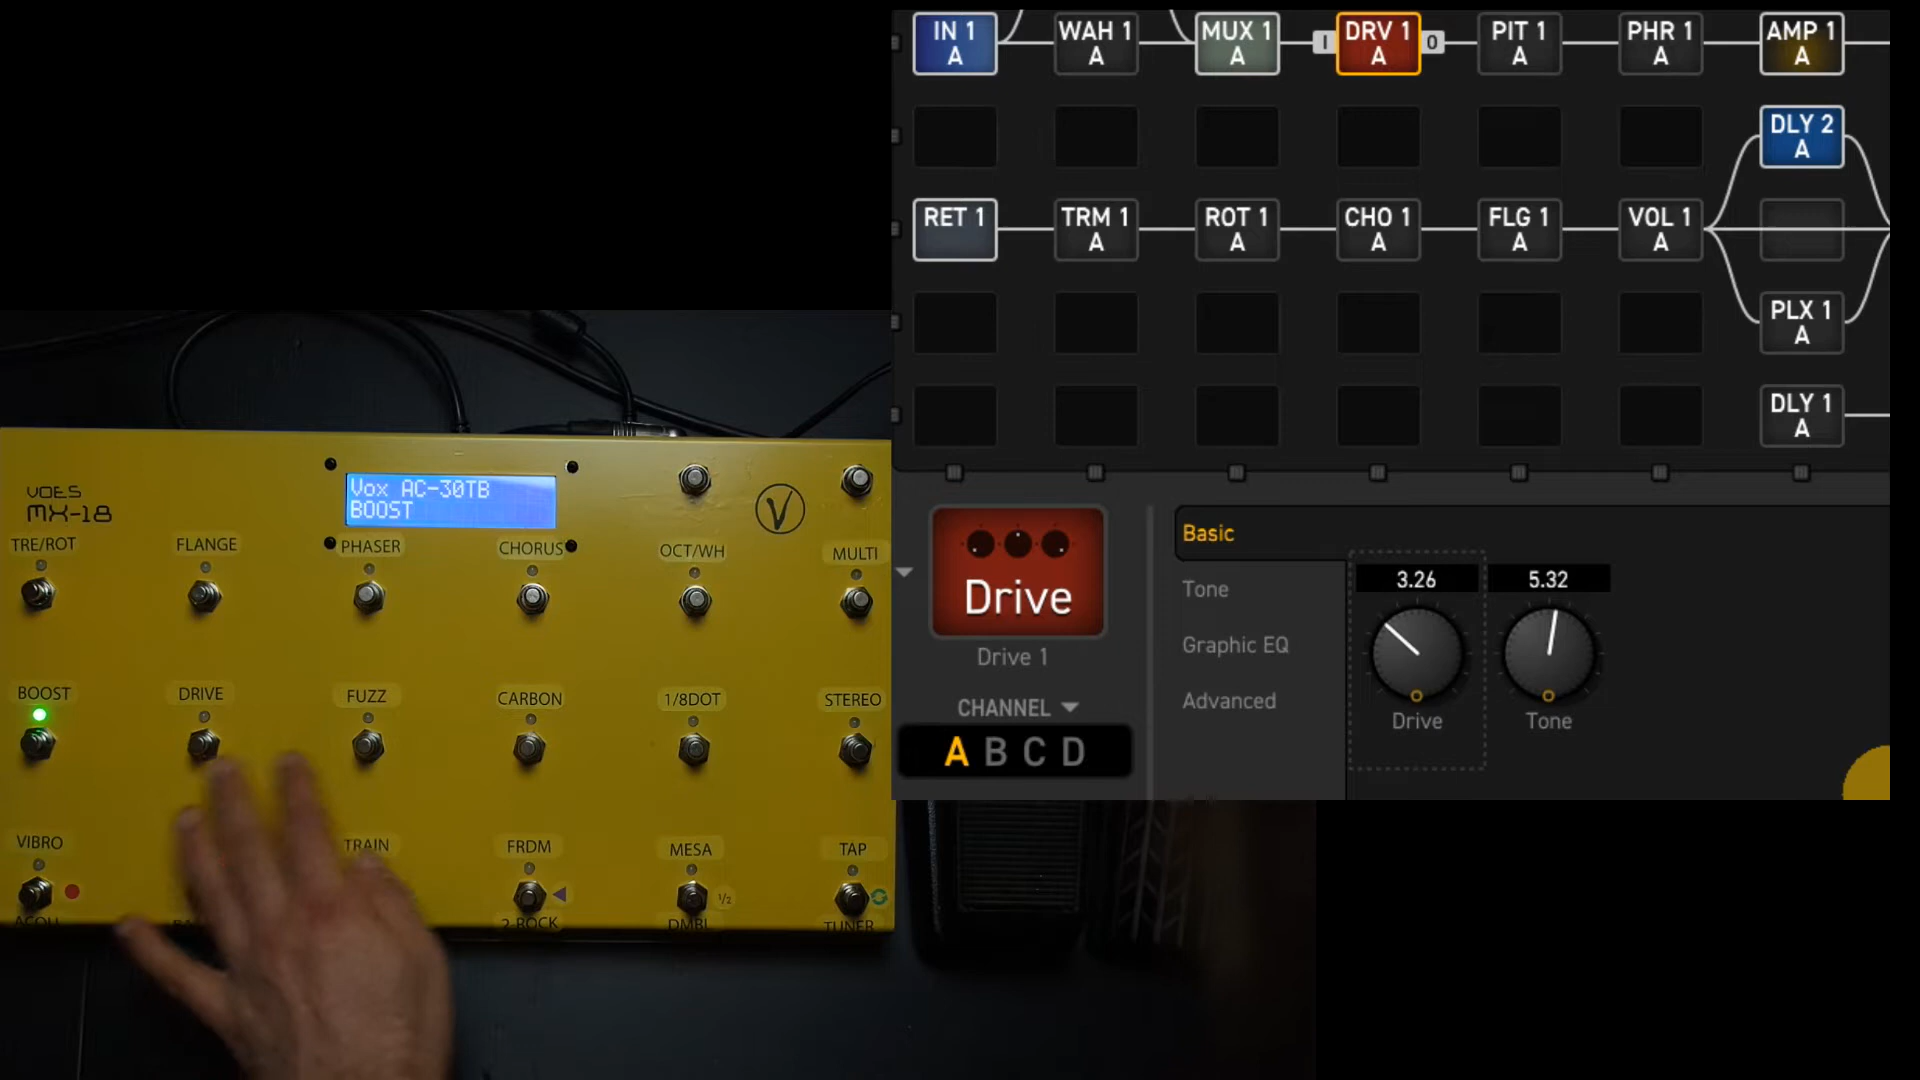 IN 1
A
WAH 1
A
MUX 1
A
I
DRV 1
A
O
PIT 1
A
PHR 1
A
AMP 1
A
DLY 2
A
RET 1
TRM 1
A
ROT 1
A
CHO 1
A
FLG 1
A
VOL 1
A
PLX 1
A
DLY 1
A
Drive
Drive 1
CHANNEL
A B C D
Basic
Tone
Graphic EQ
Advanced
3.26
Drive
5.32
Tone
VOES
MX-18
Vox AC-30TB
BOOST
V
TRE/ROT
FLANGE
PHASER
CHORUS
OCT/WH
MULTI
BOOST
DRIVE
FUZZ
CARBON
1/8DOT
STEREO
VIBRO
TRAIN
FRDM
MESA
TAP
1/2
ACOU
2-ROCK
DMBL
TUNER